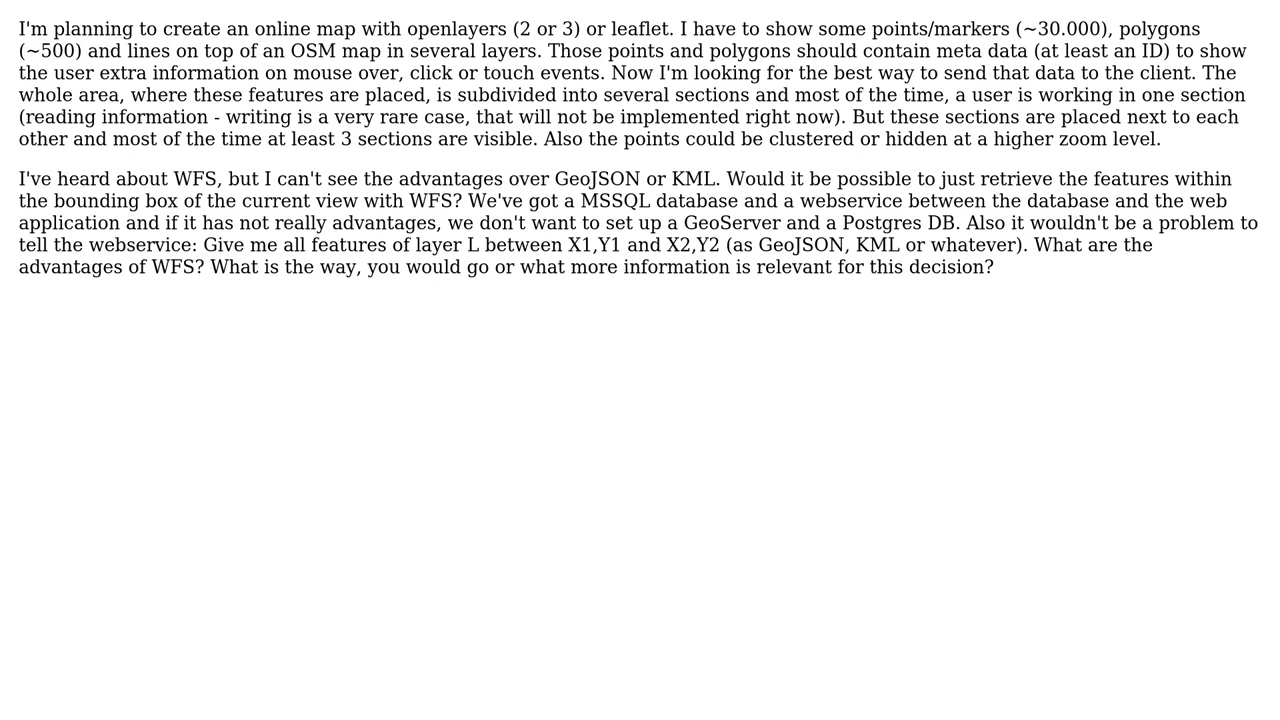 I'm planning to create an online map with openlayers (2 or 3) or leaflet. I have to show some points/markers (~30.000), polygons
(~500) and lines on top of an OSM map in several layers. Those points and polygons should contain meta data (at least an ID) to show
the user extra information on mouse over, click or touch events. Now I'm looking for the best way to send that data to the client. The
whole area, where these features are placed, is subdivided into several sections and most of the time, a user is working in one section
(reading information - writing is a very rare case, that will not be implemented right now). But these sections are placed next to each
other and most of the time at least 3 sections are visible. Also the points could be clustered or hidden at a higher zoom level.
I've heard about WFS, but I can't see the advantages over GeoJSON or KML. Would it be possible to just retrieve the features within
the bounding box of the current view with WFS? We've got a MSSQL database and a webservice between the database and the web
application and if it has not really advantages, we don't want to set up a GeoServer and a Postgres DB. Also it wouldn't be a problem to
tell the webservice: Give me all features of layer L between X1,Y1 and X2,Y2 (as GeoJSON, KML or whatever). What are the
advantages of WFS? What is the way, you would go or what more information is relevant for this decision?